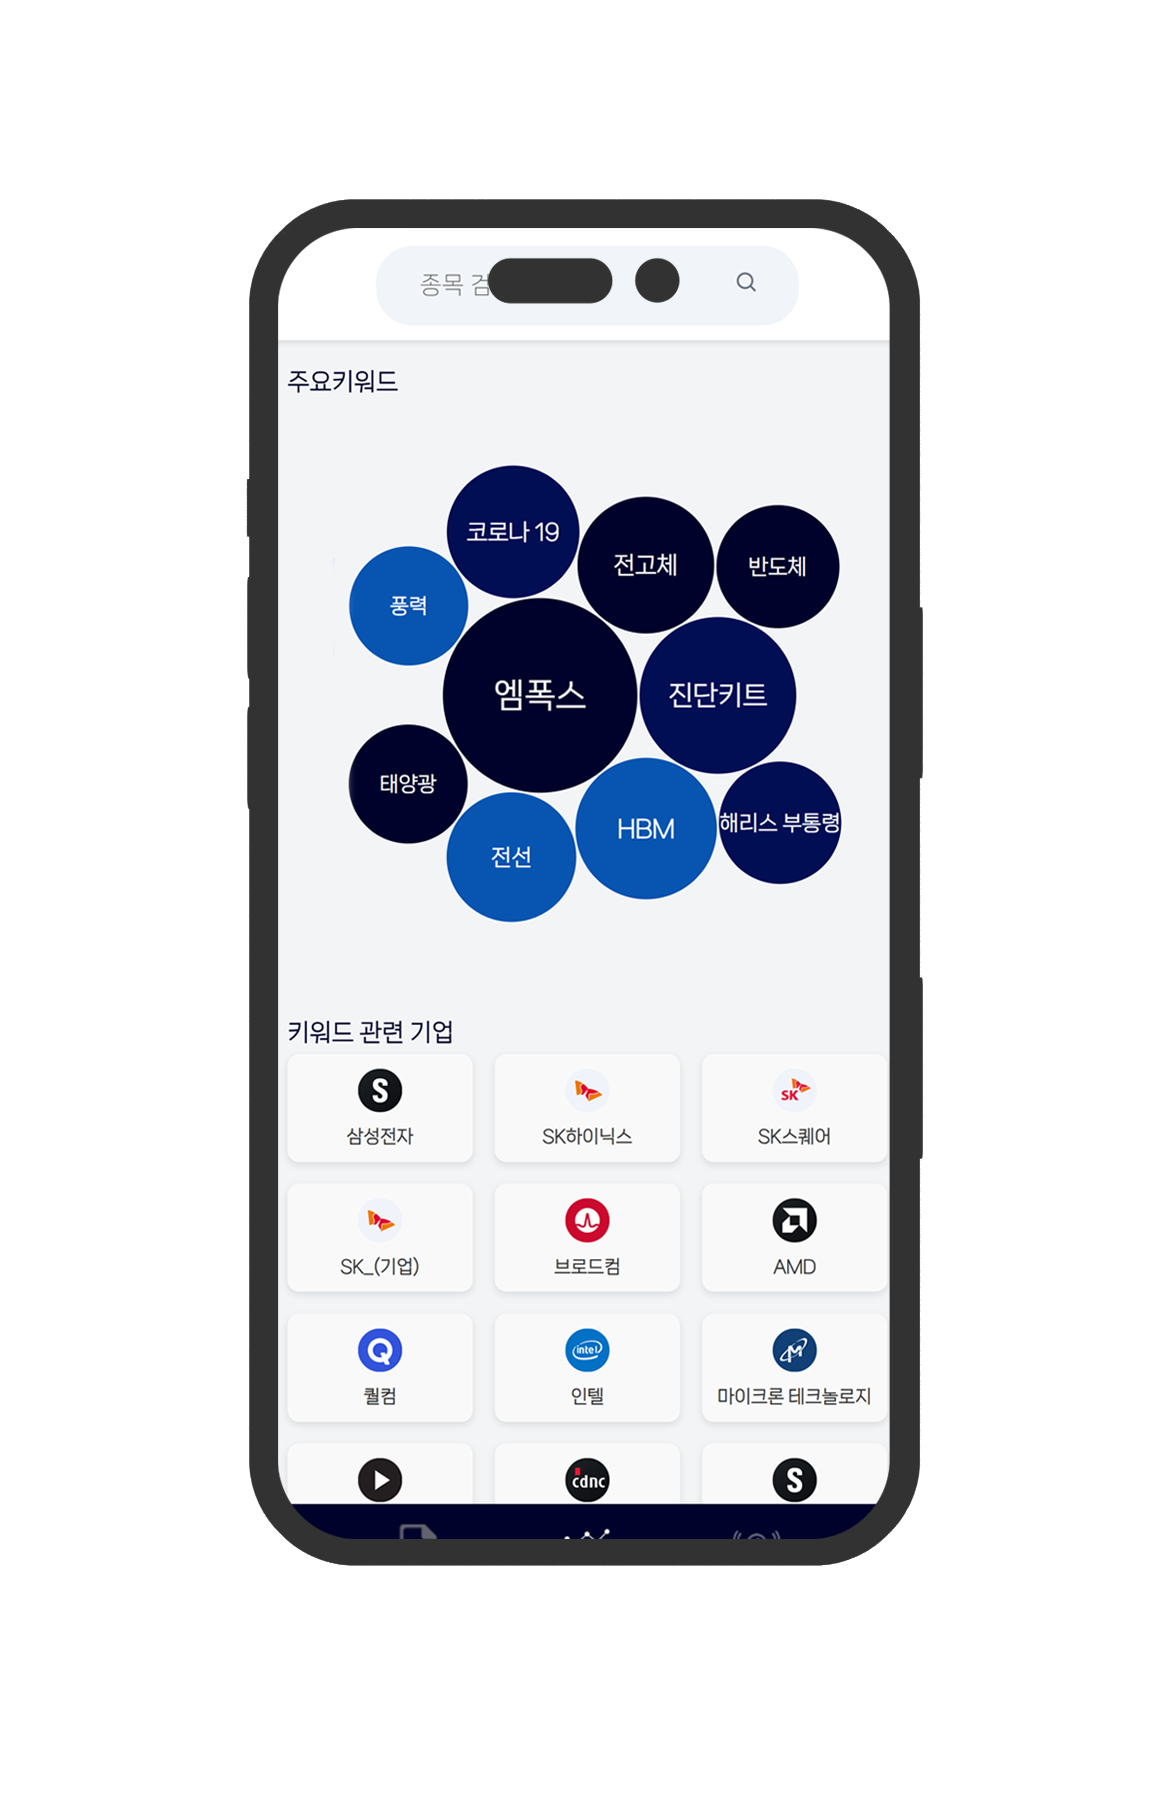 종목 검
주요키워드
코로나 19
전고체
반도체
풍력
엠폭스
진단키트
태양광
전선
HBM
해리스 부통령
키워드 관련 기업
S
삼성전자
SK하이닉스
SK
SK스퀘어
SK_(기업)
브로드컴
AMD
Q
퀄컴
intel
인텔
M
마이크론 테크놀로지
cdnc
S